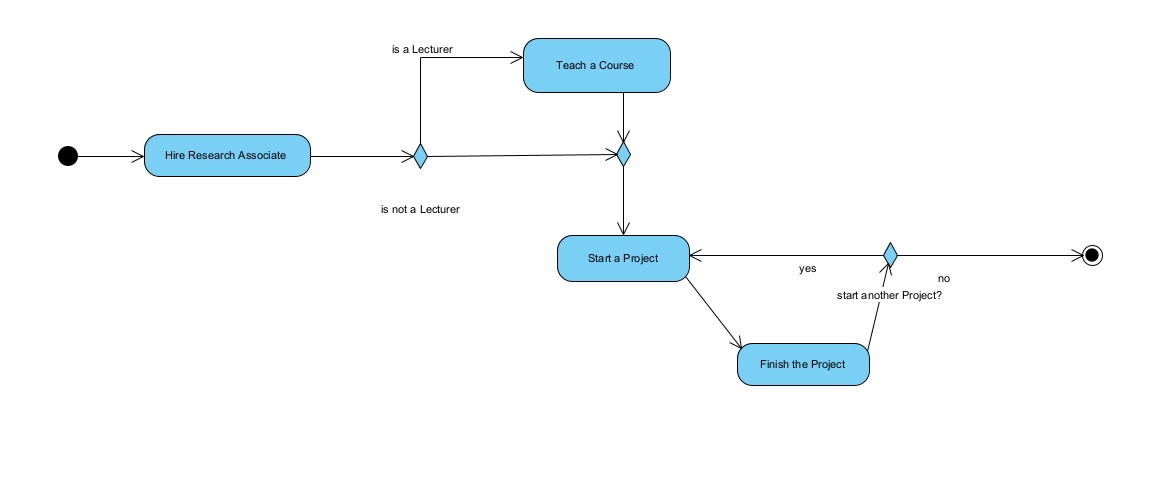 is a Lecturer
Teach a Course
Hire Research Associate
is not a Lecturer
Start a Project
yes
no
start another Project?
Finish the Project